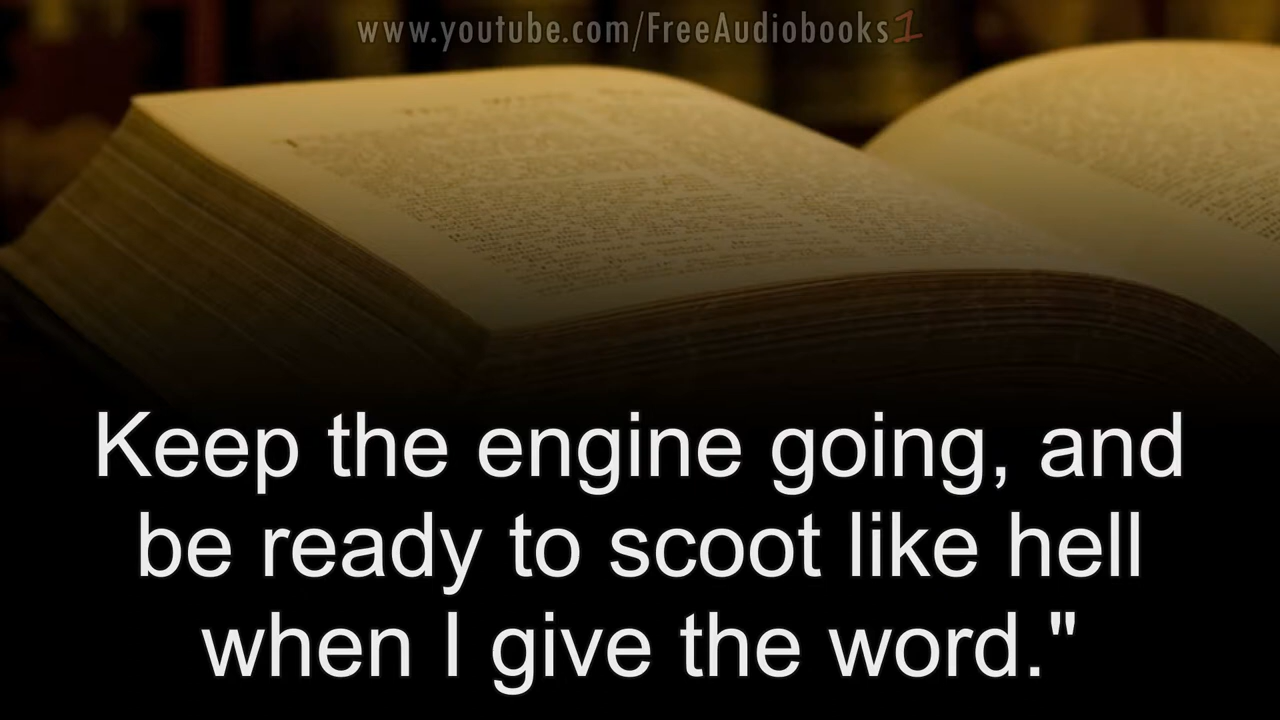 www.youtube.com/FreeAudiobooks1
Keep the engine going, and
be ready to scoot like hell
when I give the word."